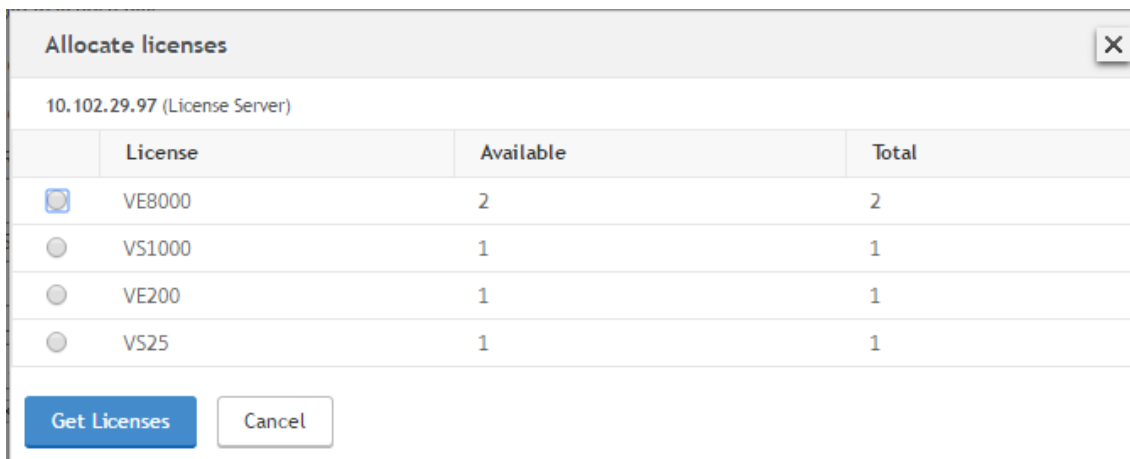 Allocate licenses
10.102.29.97 (License Server)
License Available Total
VE8000 2 2
VS1000 1 1
VE200 1 1
VS25 1 1
Get Licenses Cancel